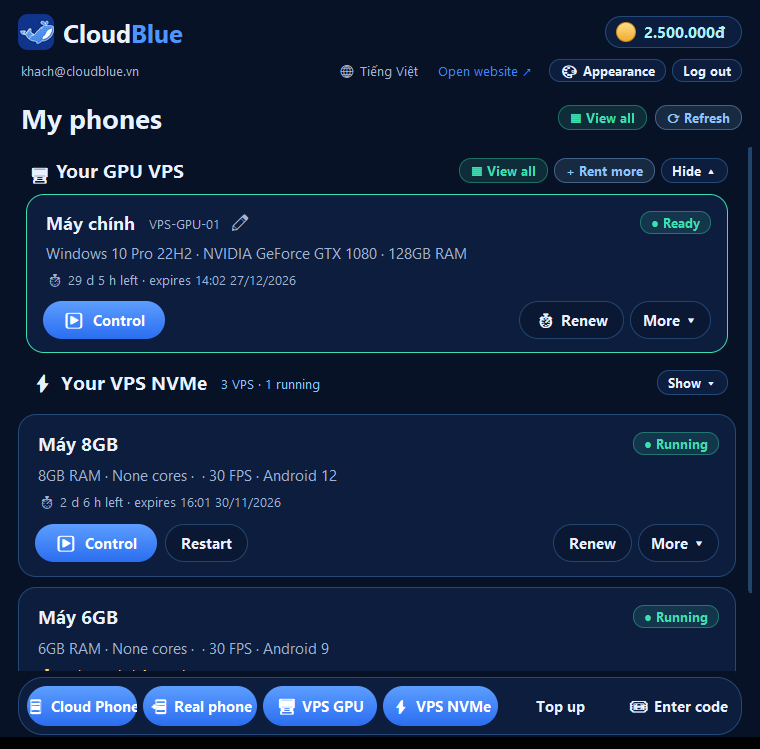 CloudBlue
2.500.000đ
khach@cloudblue.vn
Tiếng Việt
Open website ↗
Appearance
Log out
My phones
View all
Refresh
Your GPU VPS
View all
+ Rent more
Hide ▲
Máy chính VPS-GPU-01
● Ready
Windows 10 Pro 22H2 · NVIDIA GeForce GTX 1080 · 128GB RAM
29 d 5 h left · expires 14:02 27/12/2026
Control
Renew
More ▼
Your VPS NVMe 3 VPS · 1 running
Show ▼
Máy 8GB
● Running
8GB RAM · None cores · · 30 FPS · Android 12
2 d 6 h left · expires 16:01 30/11/2026
Control
Restart
Renew
More ▼
Máy 6GB
● Running
6GB RAM · None cores · · 30 FPS · Android 9
Cloud Phone
Real phone
VPS GPU
VPS NVMe
Top up
Enter code